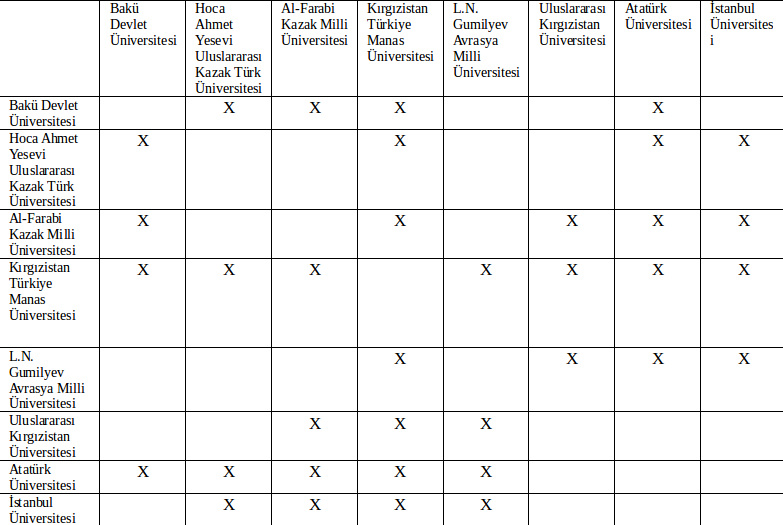 Bakü
Devlet
Üniversitesi
Hoca
Ahmet
Yesevi
Uluslararası
Kazak Türk
Üniversitesi
Al-Farabi
Kazak Milli
Üniversitesi
Kırgızistan
Türkiye
Manas
Üniversitesi
L.N.
Gumilyev
Avrasya
Milli
Üniversitesi
Uluslararası
Kırgızistan
Üniversitesi
Atatürk
Üniversitesi
İstanbul
Üniversites
i
Bakü Devlet
Üniversitesi
X X X X
Hoca Ahmet
Yesevi
Uluslararası
Kazak Türk
Üniversitesi
X X X X
Al-Farabi
Kazak Milli
Üniversitesi
X X X X X
Kırgızistan
Türkiye
Manas
Üniversitesi
X X X X X X X
L.N.
Gumilyev
Avrasya Milli
Üniversitesi
X X X X
Uluslararası
Kırgızistan
Üniversitesi
X X X
Atatürk
Üniversitesi
X X X X X
İstanbul
Üniversitesi
X X X X